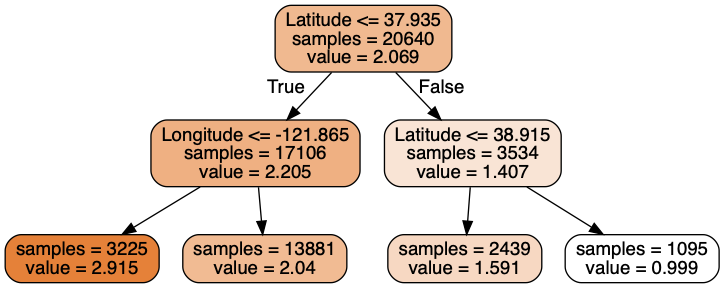 Latitude <= 37.935
samples = 20640
value = 2.069
True
False
Longitude <= -121.865
samples = 17106
value = 2.205
Latitude <= 38.915
samples = 3534
value = 1.407
samples = 3225
value = 2.915
samples = 13881
value = 2.04
samples = 2439
value = 1.591
samples = 1095
value = 0.999